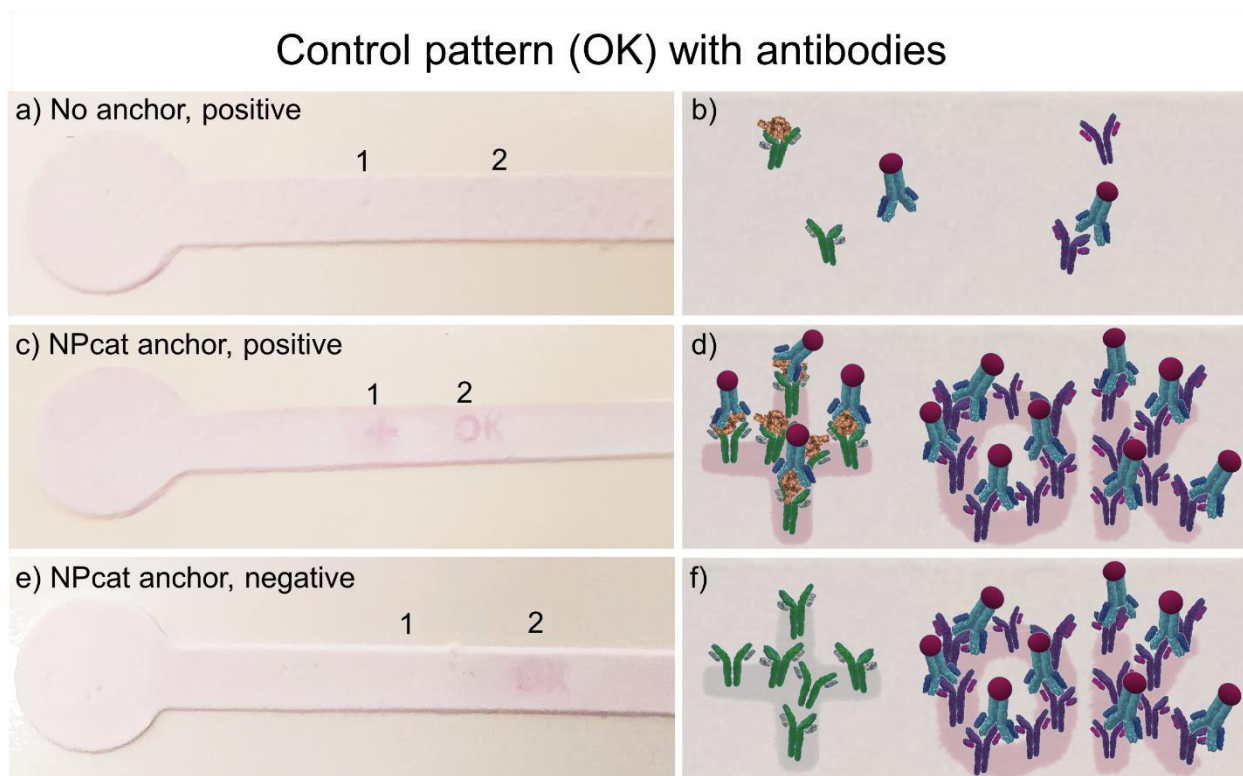 Control pattern (OK) with antibodies
a) No anchor, positive
b)
1 2
c) NPcat anchor, positive
d)
1 2
+ OK
e) NPcat anchor, negative
f)
1 2
OK